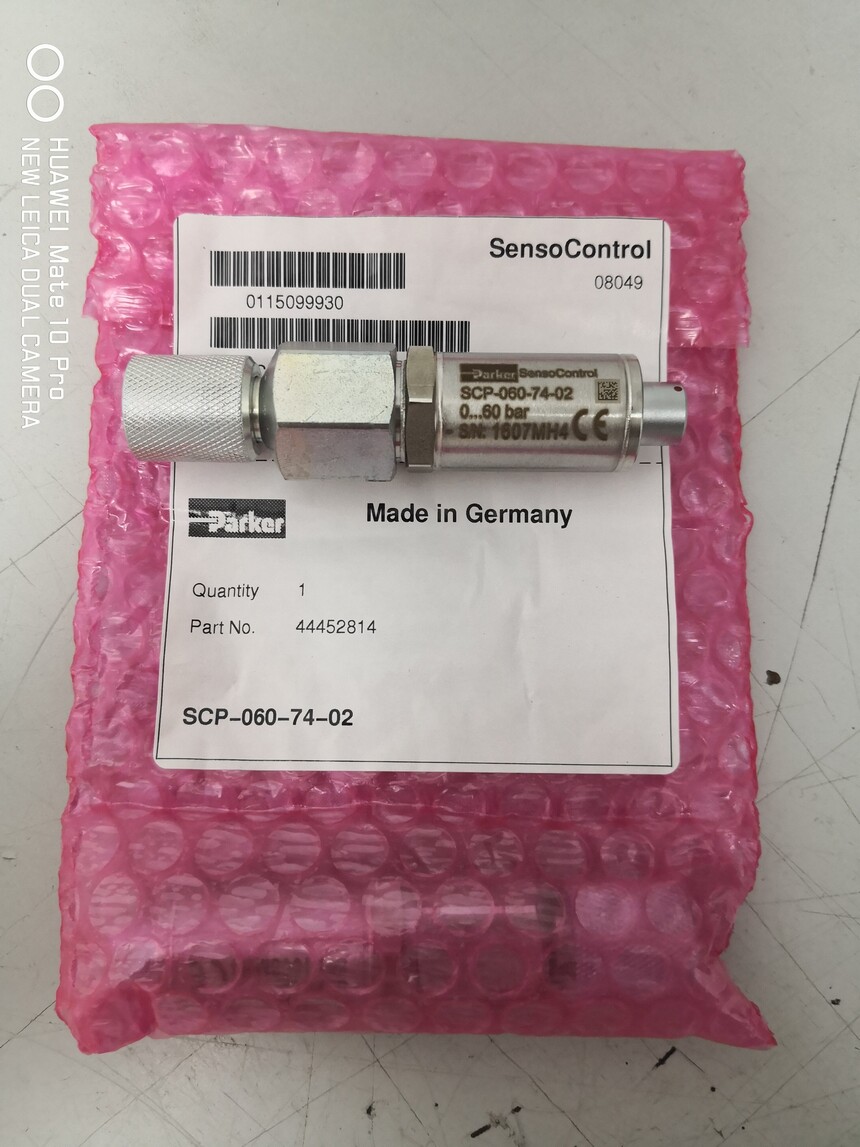 SensoControl
08049
0115099930
Parker SensoControl
SCP-060-74-02
0...60 bar
S/N: 1607MH4
CE
Parker
Made in Germany
Quantity 1
Part No. 44452814
SCP-060-74-02
HUAWEI Mate 10 Pro
NEW LEICA DUAL CAMERA